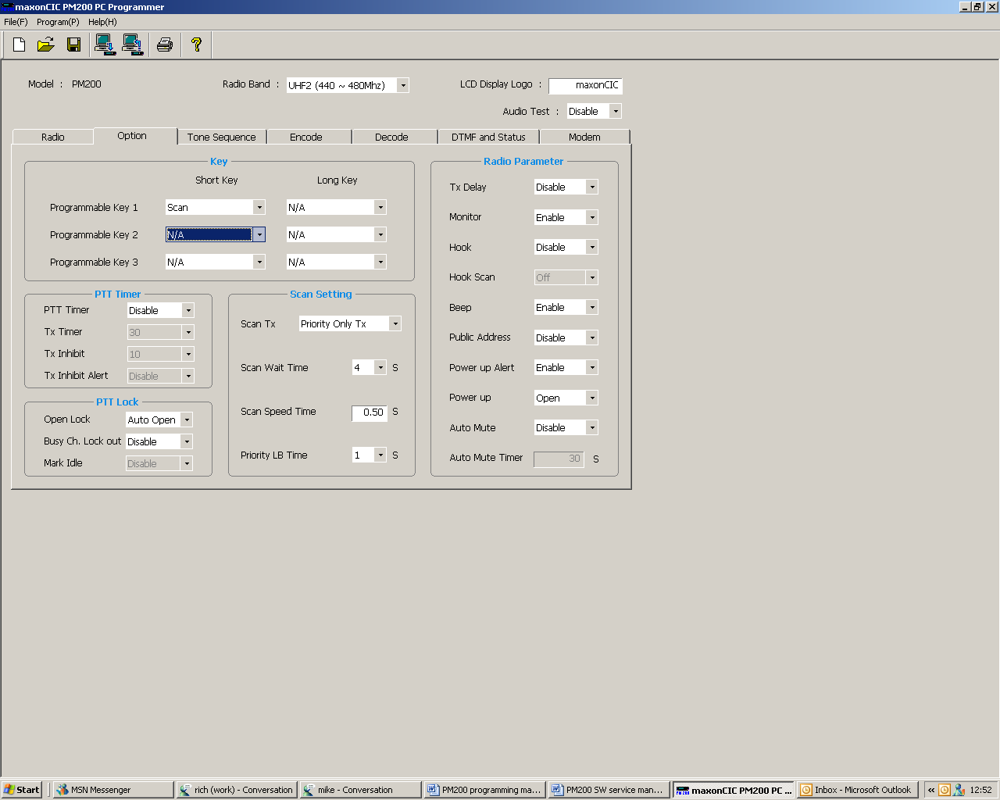 maxonCIC PM200 PC Programmer
File(F) Program(P) Help(H)
Model : PM200
Radio Band : UHF2 (440 ~ 480Mhz)
LCD Display Logo : maxonCIC
Audio Test : Disable
Radio Option Tone Sequence Encode Decode DTMF and Status Modem
Key
Short Key Long Key
Programmable Key 1 Scan N/A
Programmable Key 2 N/A N/A
Programmable Key 3 N/A N/A
PTT Timer
PTT Timer Disable
Tx Timer 30
Tx Inhibit 10
Tx Inhibit Alert Disable
PTT Lock
Open Lock Auto Open
Busy Ch. Lock out Disable
Mark Idle Disable
Scan Setting
Scan Tx Priority Only Tx
Scan Wait Time 4 S
Scan Speed Time 0.50 S
Priority LB Time 1 S
Radio Parameter
Tx Delay Disable
Monitor Enable
Hook Disable
Hook Scan Off
Beep Enable
Public Address Disable
Power up Alert Enable
Power up Open
Auto Mute Disable
Auto Mute Timer 30 S
Start MSN Messenger rich (work) - Conversation mike - Conversation PM200 programming ma... PM200 SW service man... maxonCIC PM200 PC ... Inbox - Microsoft Outlook « 12:52